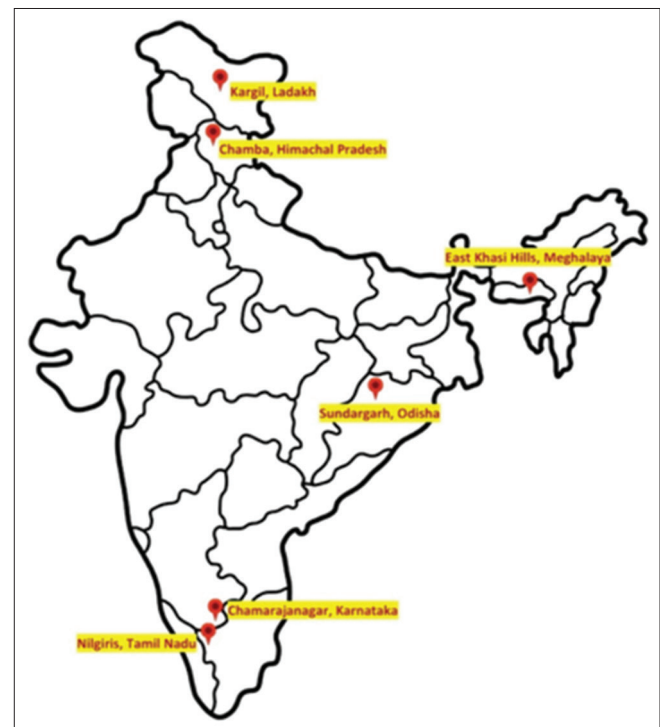 Kargil, Ladakh
Chamba, Himachal Pradesh
East Khasi Hills, Meghalaya
Sundargarh, Odisha
Chamarajanagar, Karnataka
Nilgiris, Tamil Nadu